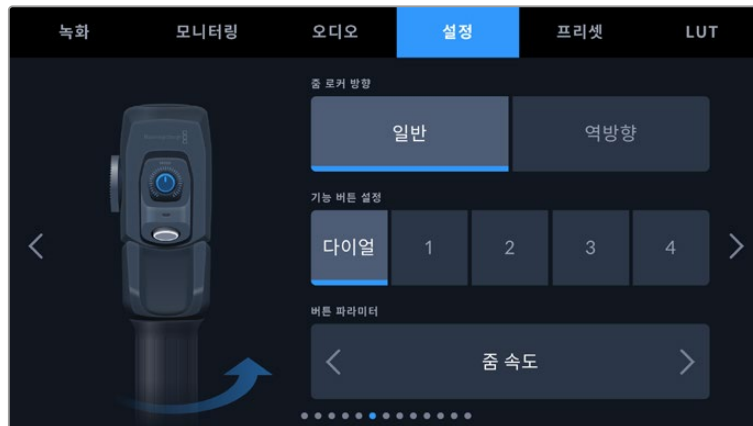 녹화 모니터링 오디오 설정 프리셋 LUT
줌 로커 방향
일반 역방향
기능 버튼 설정
다이얼 1 2 3 4
버튼 파라미터
줌 속도